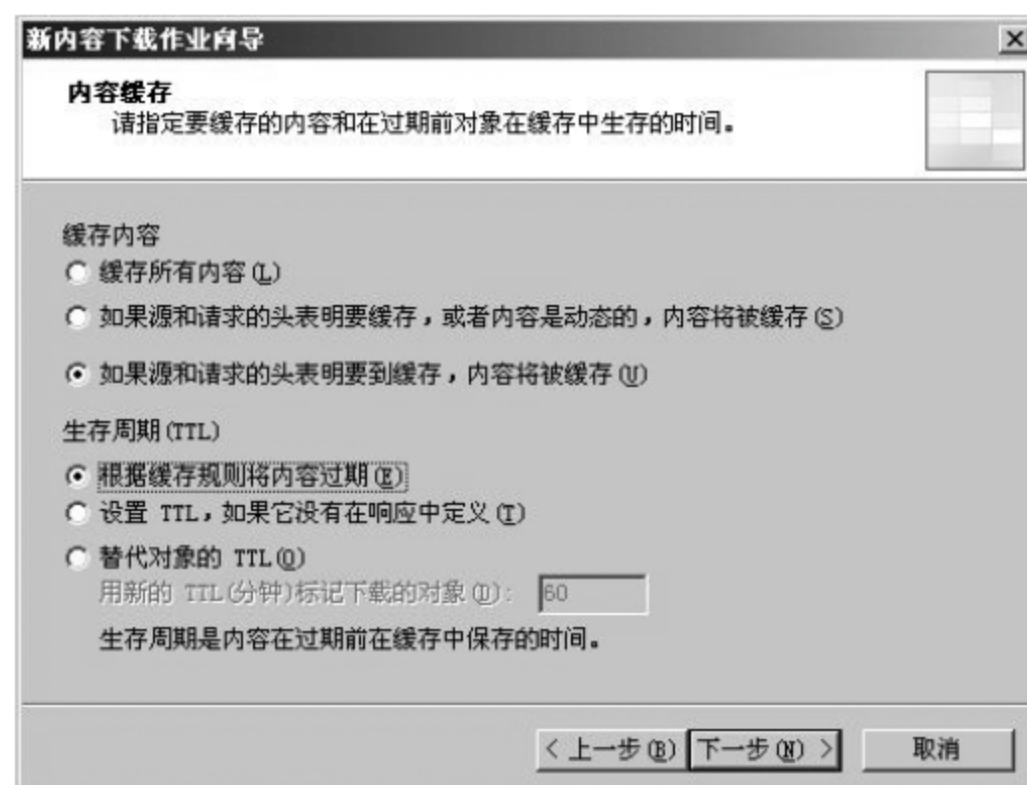 新内容下载作业向导
内容缓存
请指定要缓存的内容和在过期前对象在缓存中生存的时间。
缓存内容
缓存所有内容(L)
如果源和请求的头表明要缓存，或者内容是动态的，内容将被缓存(S)
如果源和请求的头表明要到缓存，内容将被缓存(U)
生存周期(TTL)
根据缓存规则将内容过期(E)
设置 TTL，如果它没有在响应中定义(T)
替代对象的 TTL(O)
用新的 TTL(分钟)标记下载的对象(D): 60
生存周期是内容在过期前在缓存中保存的时间。
< 上一步(B) 下一步(N) > 取消